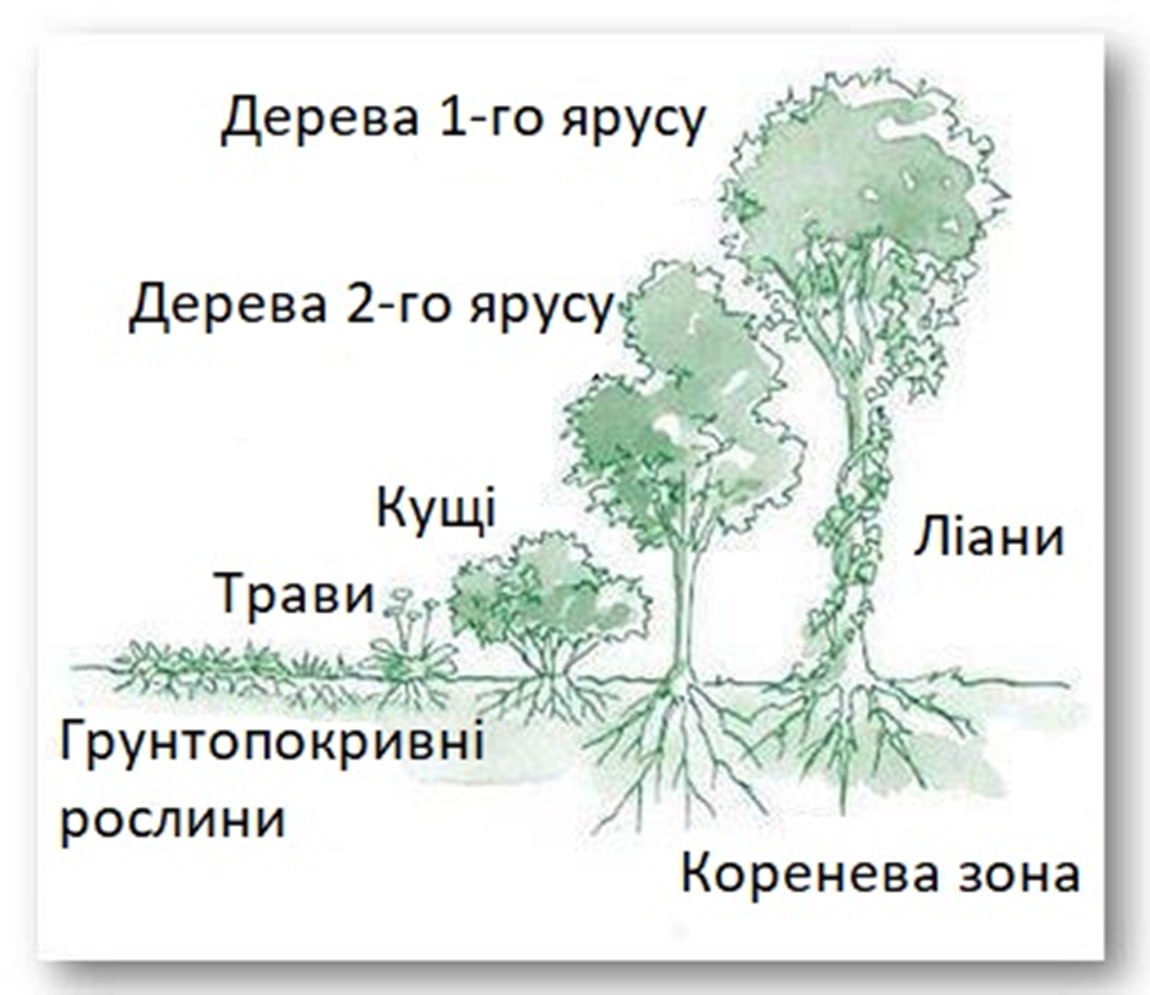 Дерева 1-го ярусу
Дерева 2-го ярусу
Кущі
Ліани
Трави
Грунтопокривні
рослини
Коренева зона